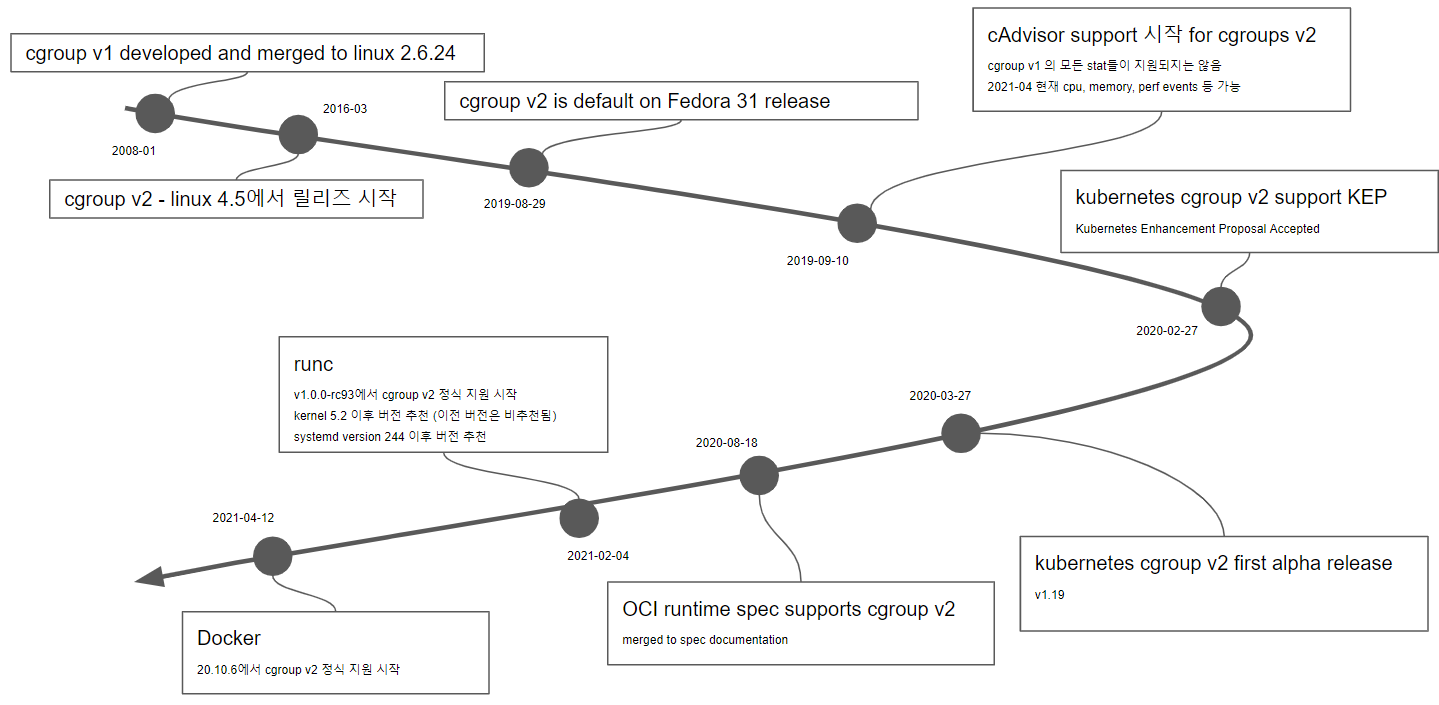 cgroup v1 developed and merged to linux 2.6.24
2008-01
2016-03
cgroup v2 - linux 4.5에서 릴리즈 시작
cgroup v2 is default on Fedora 31 release
2019-08-29
cAdvisor support 시작 for cgroups v2
cgroup v1 의 모든 stat들이 지원되지는 않음
2021-04 현재 cpu, memory, perf events 등 가능
2019-09-10
kubernetes cgroup v2 support KEP
Kubernetes Enhancement Proposal Accepted
2020-02-27
2020-03-27
kubernetes cgroup v2 first alpha release
v1.19
2020-08-18
OCI runtime spec supports cgroup v2
merged to spec documentation
runc
v1.0.0-rc93에서 cgroup v2 정식 지원 시작
kernel 5.2 이후 버전 추천 (이전 버전은 비추천됨)
systemd version 244 이후 버전 추천
2021-02-04
2021-04-12
Docker
20.10.6에서 cgroup v2 정식 지원 시작